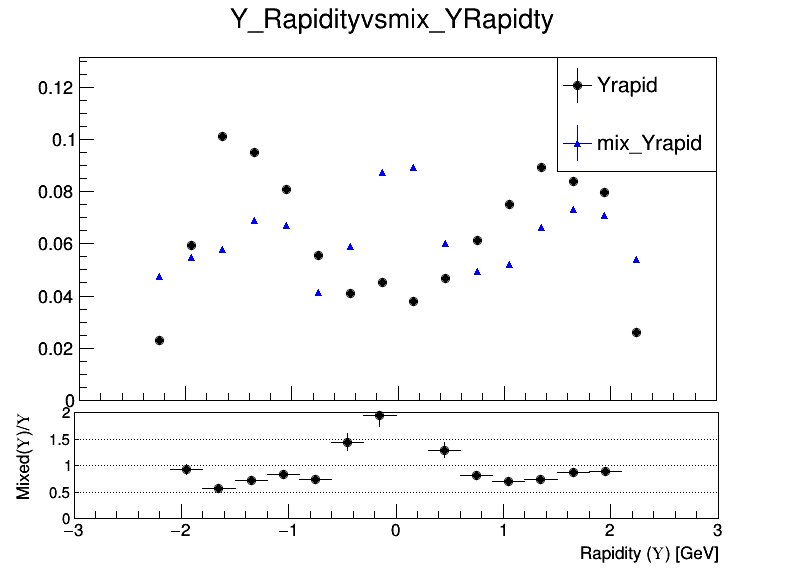 Y_Rapidityvsmix_YRapidty
Yrapid
mix_Yrapid
0.12
0.1
0.08
0.06
0.04
0.02
0
Mixed(Υ)/Υ
2
1.5
1
0.5
0
−3 −2 −1 0 1 2 3
Rapidity (Υ) [GeV]